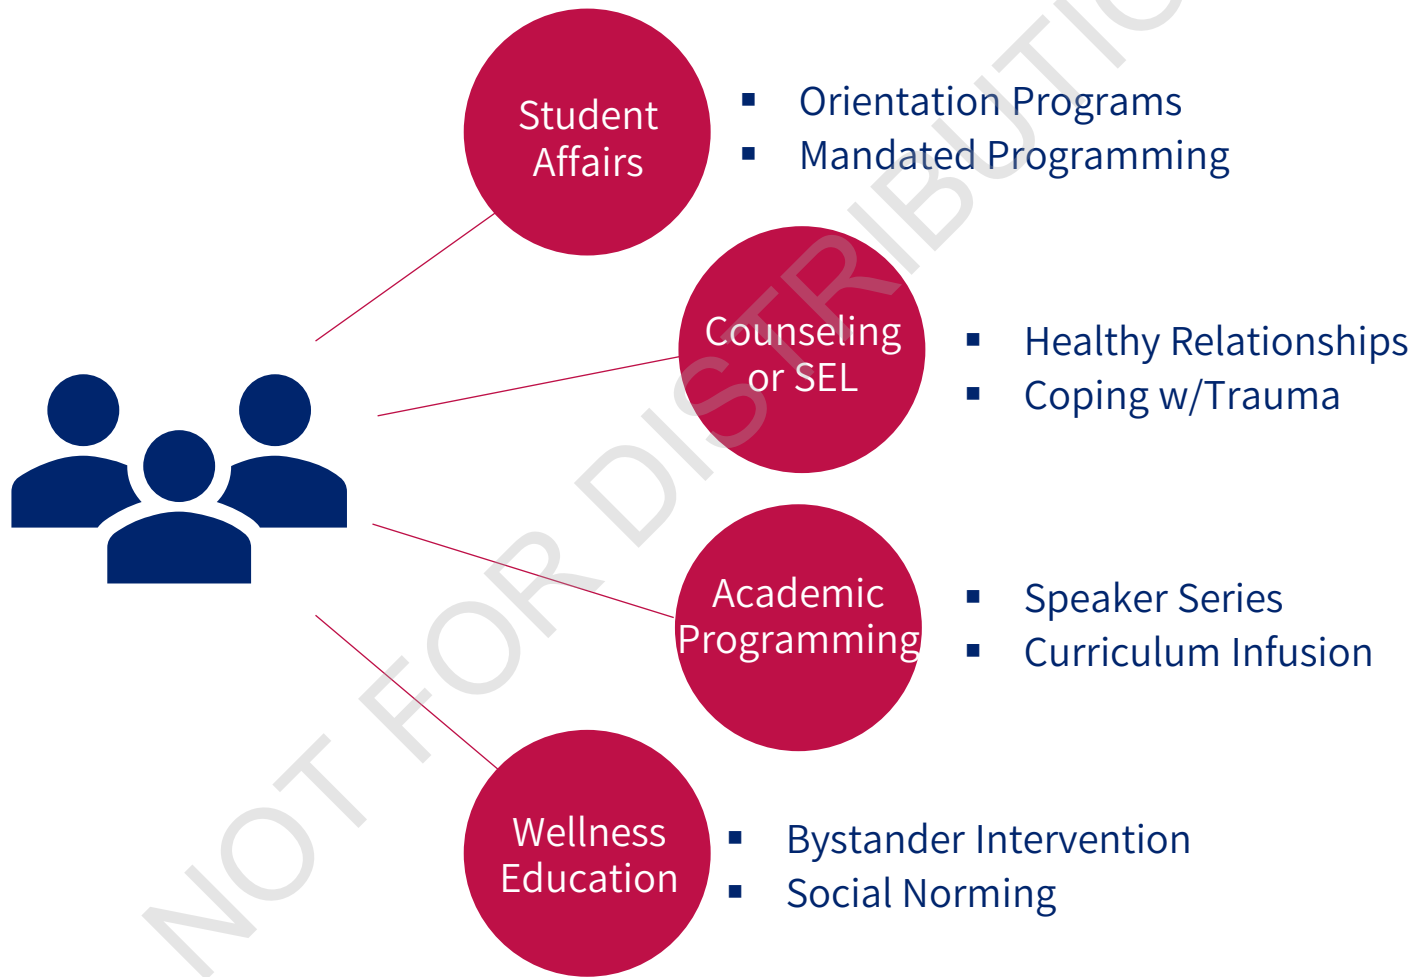 Student
Affairs
▪ Orientation Programs
▪ Mandated Programming
Counseling
or SEL
▪ Healthy Relationships
▪ Coping w/Trauma
Academic
Programming
▪ Speaker Series
▪ Curriculum Infusion
Wellness
Education
▪ Bystander Intervention
▪ Social Norming
NOT FOR DISTRIBUTIO